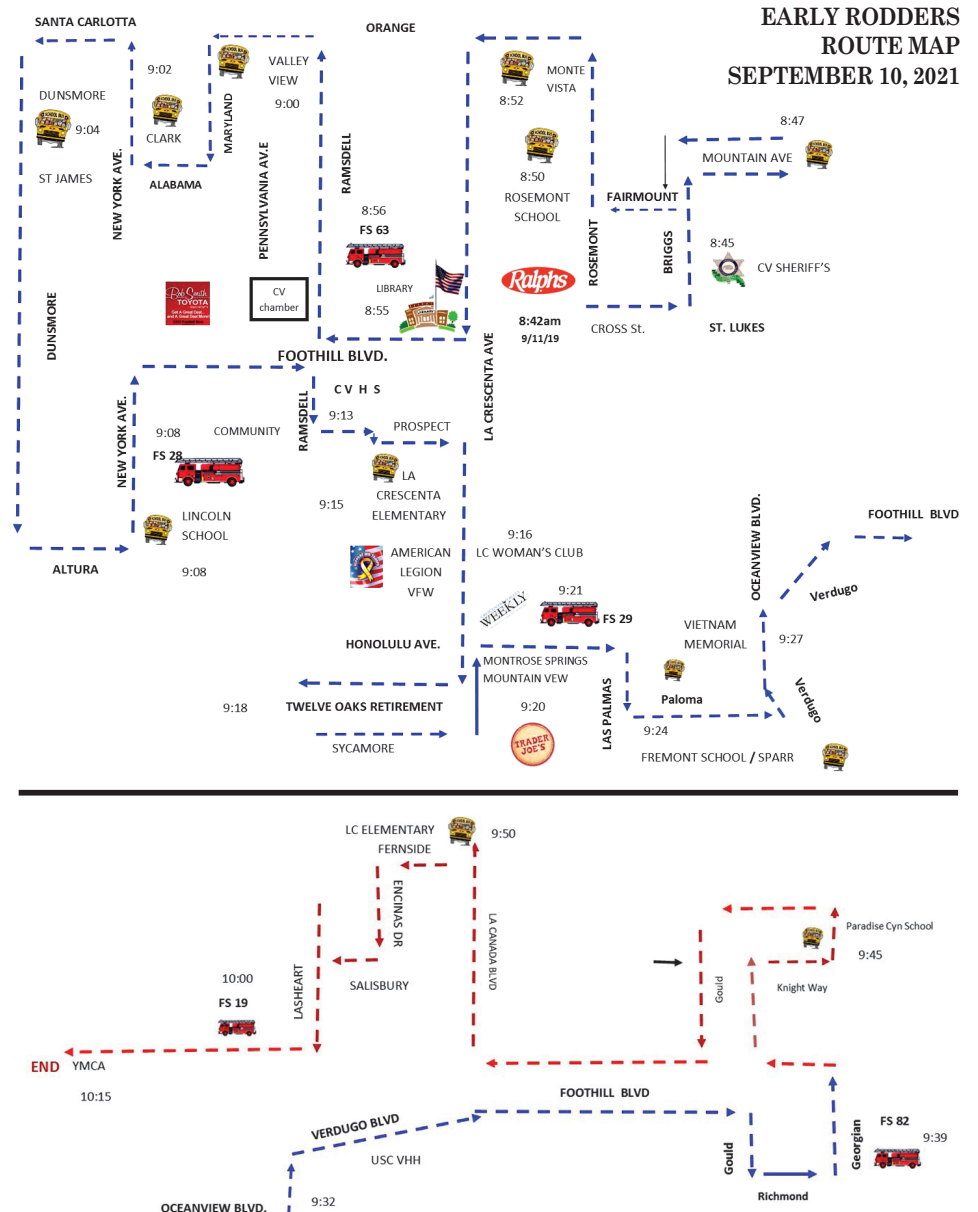 EARLY RODDERS
ROUTE MAP
SEPTEMBER 10, 2021
SANTA CARLOTTA
ORANGE
9:02
VALLEY
VIEW
9:00
MARYLAND
DUNSMORE
9:04
CLARK
ST JAMES
NEW YORK AVE.
ALABAMA
PENNSYLVANIA AV.E
RAMSDELL
MONTE
VISTA
8:52
8:50
ROSEMONT
SCHOOL
8:47
MOUNTAIN AVE
FAIRMOUNT
ROSEMONT
BRIGGS
8:45
CV SHERIFF'S
8:56
FS 63
LIBRARY
8:55
Bob Smith
TOYOTA
CV
chamber
Ralphs
8:42am
9/11/19
CROSS St.
ST. LUKES
DUNSMORE
FOOTHILL BLVD.
LA CRESCENTA AVE
C V H S
9:13
PROSPECT
RAMSDELL
NEW YORK AVE.
9:08
COMMUNITY
FS 28
LA
CRESCENTA
ELEMENTARY
9:15
LINCOLN
SCHOOL
9:08
ALTURA
AMERICAN
LEGION
VFW
9:16
LC WOMAN'S CLUB
WEEKLY
9:21
FS 29
OCEANVIEW BLVD.
FOOTHILL BLVD
Verdugo
VIETNAM
MEMORIAL
9:27
HONOLULU AVE.
MONTROSE SPRINGS
MOUNTAIN VEW
Paloma
Verdugo
9:18
TWELVE OAKS RETIREMENT
9:20
TRADER
JOE'S
LAS PALMAS
9:24
SYCAMORE
FREMONT SCHOOL / SPARR
LC ELEMENTARY
FERNSIDE
9:50
ENCINAS DR
LA CANADA BLVD
Paradise Cyn School
9:45
Knight Way
Gould
SALISBURY
LASHEART
10:00
FS 19
END YMCA
10:15
FOOTHILL BLVD
VERDUGO BLVD
USC VHH
Gould
Georgian
FS 82
9:39
Richmond
9:32
OCEANVIEW BLVD.